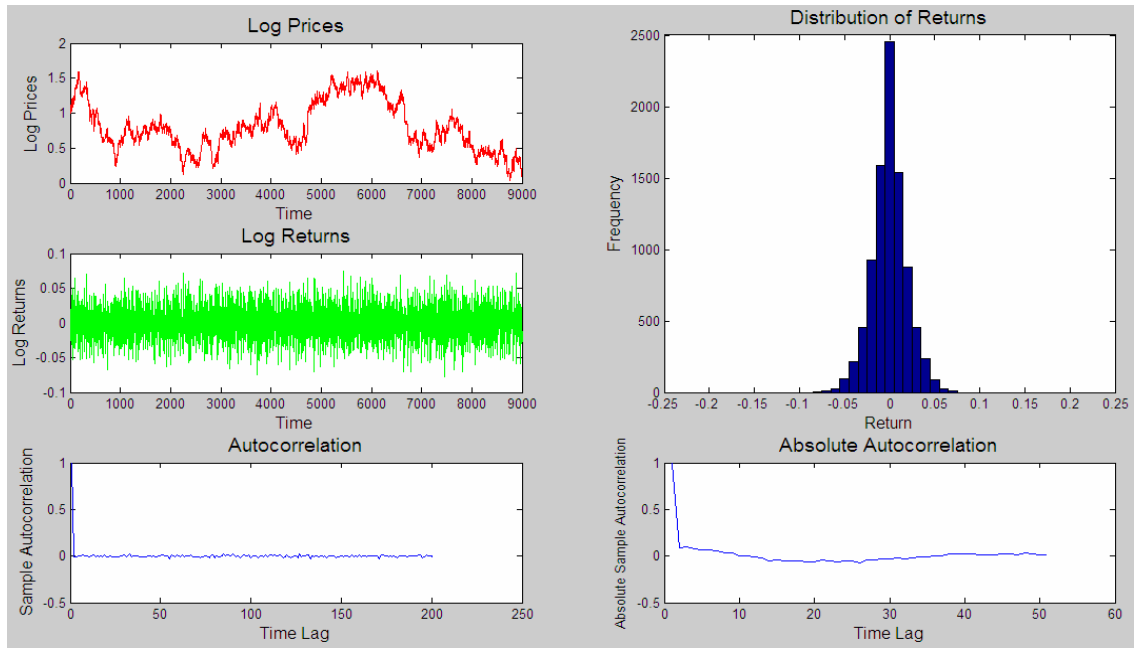 Log Prices
2
1.5
1
0.5
0
Log Prices
0 1000 2000 3000 4000 5000 6000 7000 8000 9000
Time
Log Returns
0.1
0.05
0
-0.05
-0.1
Log Returns
0 1000 2000 3000 4000 5000 6000 7000 8000 9000
Time
Autocorrelation
1
0.5
0
-0.5
Sample Autocorrelation
0 50 100 150 200 250
Time Lag
Distribution of Returns
2500
2000
1500
1000
500
0
Frequency
-0.25 -0.2 -0.15 -0.1 -0.05 0 0.05 0.1 0.15 0.2 0.25
Return
Absolute Autocorrelation
1
0.5
0
-0.5
Absolute Sample Autocorrelation
0 10 20 30 40 50 60
Time Lag